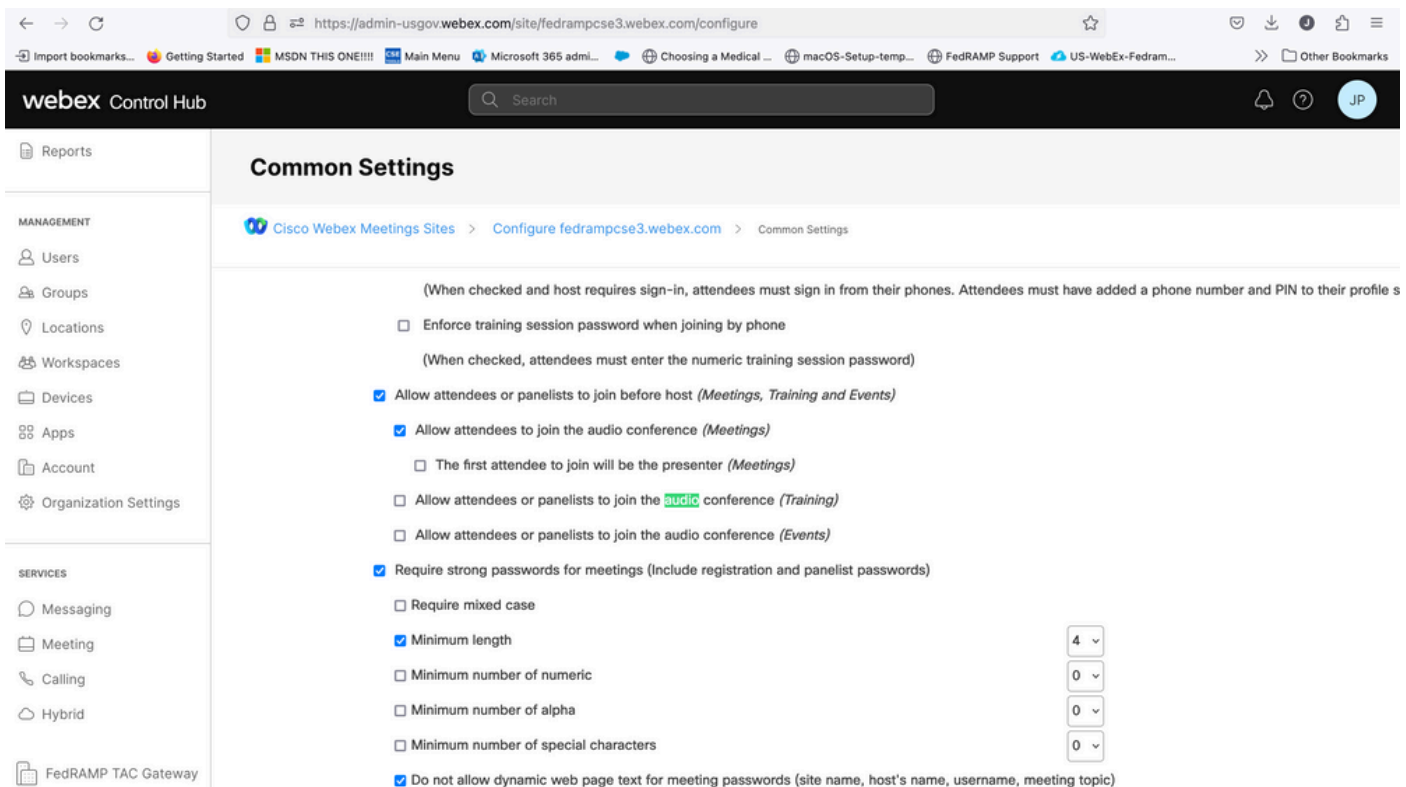 https://admin-usgov.webex.com/site/fedrampcse3.webex.com/configure
Import bookmarks... Getting Started MSDN THIS ONE!!!! CSE Main Menu Microsoft 365 admi... Choosing a Medical ... macOS-Setup-temp... FedRAMP Support US-WebEx-Fedram... Other Bookmarks
webex Control Hub Search JP
Reports
Common Settings
MANAGEMENT
Cisco Webex Meetings Sites > Configure fedrampcse3.webex.com > Common Settings
Users
Groups
Locations
Workspaces
Devices
Apps
Account
Organization Settings
SERVICES
Messaging
Meeting
Calling
Hybrid
FedRAMP TAC Gateway
(When checked and host requires sign-in, attendees must sign in from their phones. Attendees must have added a phone number and PIN to their profile s
Enforce training session password when joining by phone
(When checked, attendees must enter the numeric training session password)
Allow attendees or panelists to join before host (Meetings, Training and Events)
Allow attendees to join the audio conference (Meetings)
The first attendee to join will be the presenter (Meetings)
Allow attendees or panelists to join the audio conference (Training)
Allow attendees or panelists to join the audio conference (Events)
Require strong passwords for meetings (Include registration and panelist passwords)
Require mixed case
Minimum length 4
Minimum number of numeric 0
Minimum number of alpha 0
Minimum number of special characters 0
Do not allow dynamic web page text for meeting passwords (site name, host's name, username, meeting topic)